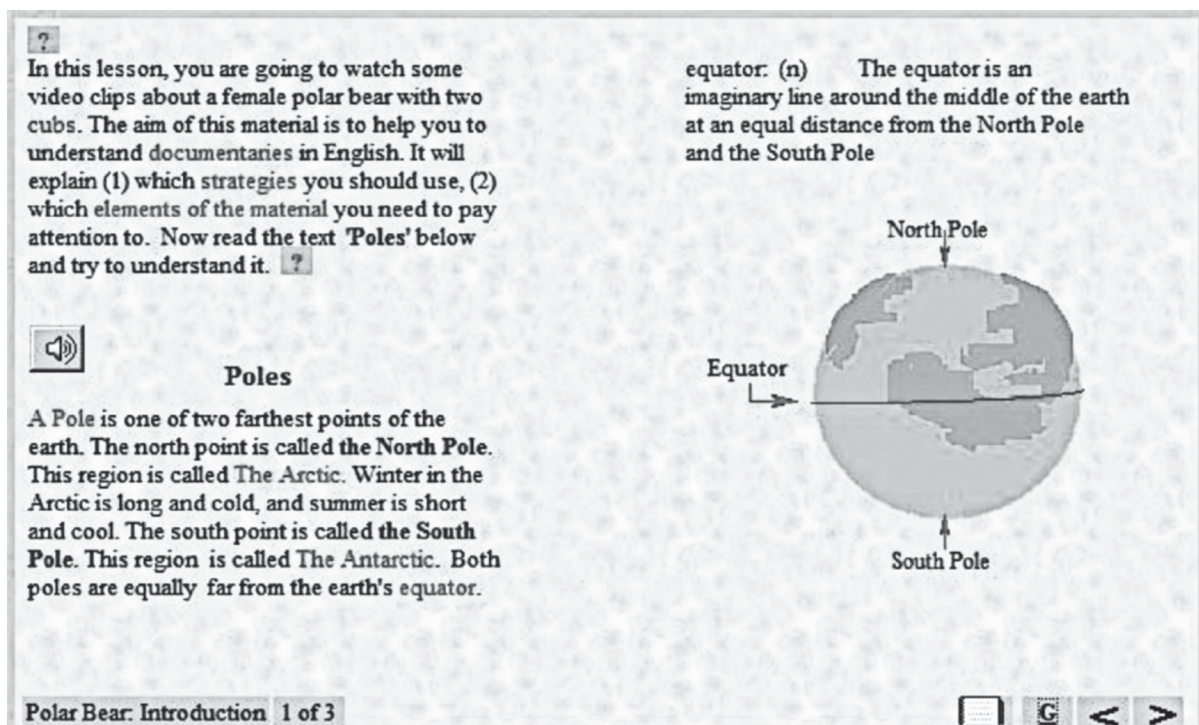 ?
In this lesson, you are going to watch some
video clips about a female polar bear with two
cubs. The aim of this material is to help you to
understand documentaries in English. It will
explain (1) which strategies you should use, (2)
which elements of the material you need to pay
attention to. Now read the text 'Poles' below
and try to understand it. ?
Poles
A Pole is one of two farthest points of the
earth. The north point is called the North Pole.
This region is called The Arctic. Winter in the
Arctic is long and cold, and summer is short
and cool. The south point is called the South
Pole. This region is called The Antarctic. Both
poles are equally far from the earth's equator.
equator: (n) The equator is an
imaginary line around the middle of the earth
at an equal distance from the North Pole
and the South Pole
North Pole
Equator
South Pole
Polar Bear: Introduction 1 of 3
G < >